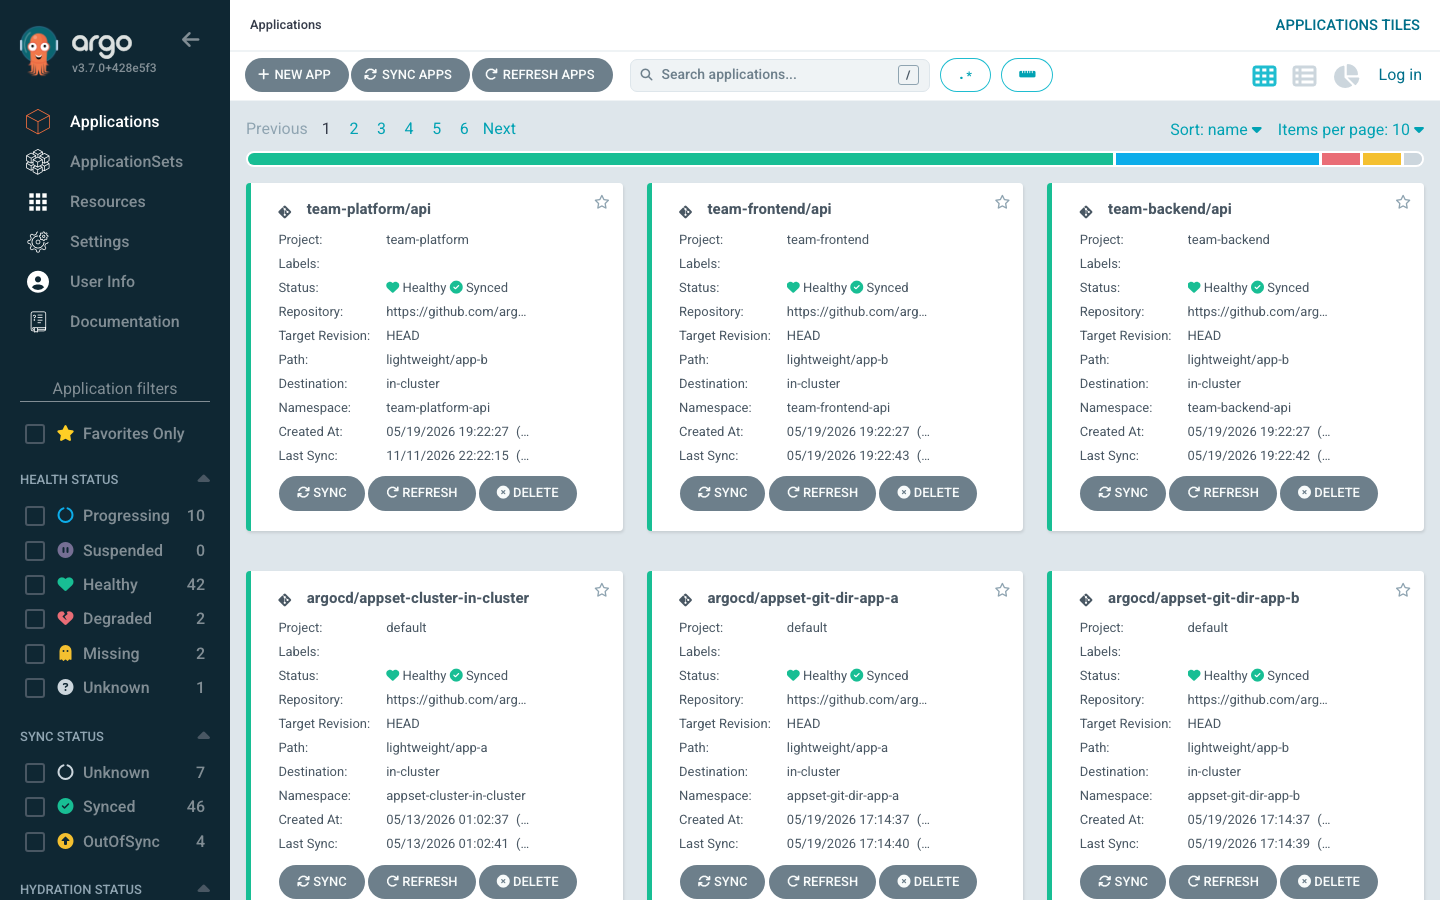 argo
v3.7.0+428e5f3
Applications
ApplicationSets
Resources
Settings
User Info
Documentation
Application filters
Favorites Only
HEALTH STATUS
Progressing 10
Suspended 0
Healthy 42
Degraded 2
Missing 2
Unknown 1
SYNC STATUS
Unknown 7
Synced 46
OutOfSync 4
HYDRATION STATUS
Applications
APPLICATIONS TILES
NEW APP SYNC APPS REFRESH APPS Search applications... / .* Log in
Previous 1 2 3 4 5 6 Next Sort: name Items per page: 10
team-platform/api
Project: team-platform
Labels:
Status: Healthy Synced
Repository: https://github.com/arg...
Target Revision: HEAD
Path: lightweight/app-b
Destination: in-cluster
Namespace: team-platform-api
Created At: 05/19/2026 19:22:27 (...
Last Sync: 11/11/2026 22:22:15 (...
SYNC REFRESH DELETE
team-frontend/api
Project: team-frontend
Labels:
Status: Healthy Synced
Repository: https://github.com/arg...
Target Revision: HEAD
Path: lightweight/app-b
Destination: in-cluster
Namespace: team-frontend-api
Created At: 05/19/2026 19:22:27 (...
Last Sync: 05/19/2026 19:22:43 (...
SYNC REFRESH DELETE
team-backend/api
Project: team-backend
Labels:
Status: Healthy Synced
Repository: https://github.com/arg...
Target Revision: HEAD
Path: lightweight/app-b
Destination: in-cluster
Namespace: team-backend-api
Created At: 05/19/2026 19:22:27 (...
Last Sync: 05/19/2026 19:22:42 (...
SYNC REFRESH DELETE
argocd/appset-cluster-in-cluster
Project: default
Labels:
Status: Healthy Synced
Repository: https://github.com/arg...
Target Revision: HEAD
Path: lightweight/app-a
Destination: in-cluster
Namespace: appset-cluster-in-cluster
Created At: 05/13/2026 01:02:37 (...
Last Sync: 05/13/2026 01:02:41 (...
SYNC REFRESH DELETE
argocd/appset-git-dir-app-a
Project: default
Labels:
Status: Healthy Synced
Repository: https://github.com/arg...
Target Revision: HEAD
Path: lightweight/app-a
Destination: in-cluster
Namespace: appset-git-dir-app-a
Created At: 05/19/2026 17:14:37 (...
Last Sync: 05/19/2026 17:14:40 (...
SYNC REFRESH DELETE
argocd/appset-git-dir-app-b
Project: default
Labels:
Status: Healthy Synced
Repository: https://github.com/arg...
Target Revision: HEAD
Path: lightweight/app-b
Destination: in-cluster
Namespace: appset-git-dir-app-b
Created At: 05/19/2026 17:14:37 (...
Last Sync: 05/19/2026 17:14:39 (...
SYNC REFRESH DELETE